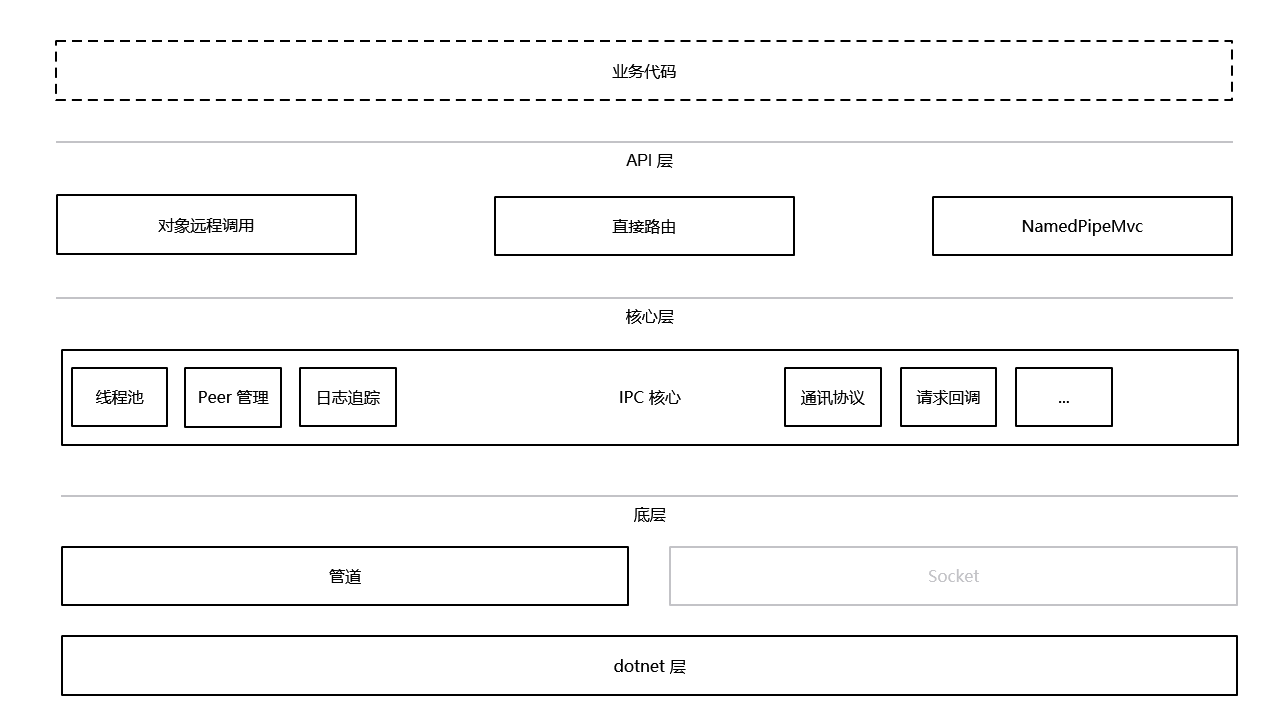 业务代码
API 层
对象远程调用
直接路由
NamedPipeMvc
核心层
线程池
Peer 管理
日志追踪
IPC 核心
通讯协议
请求回调
...
底层
管道
Socket
dotnet 层